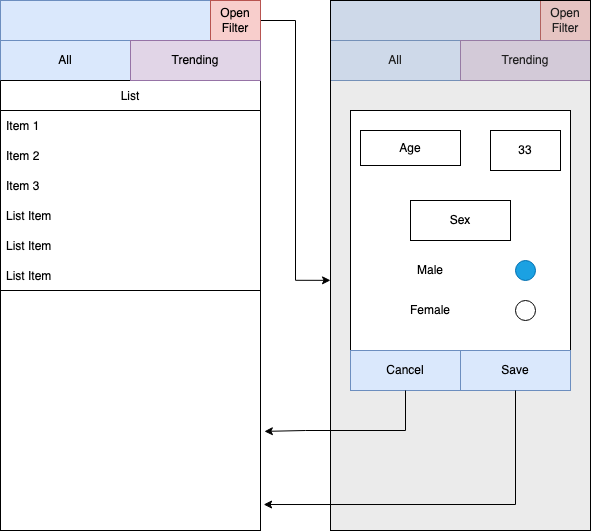 Open
Filter
All
Trending
List
Item 1
Item 2
Item 3
List Item
List Item
List Item
Open
Filter
All
Trending
Age
33
Sex
Male
Female
Cancel
Save